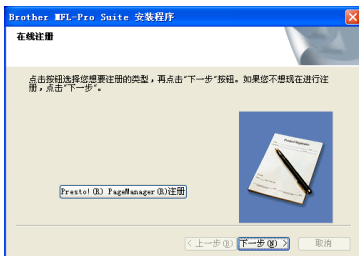 Brother MFL-Pro Suite 安装程序
在线注册
点击按钮选择您想要注册的类型，再点击“下一步”按钮。如果您不想现在进行注
册，点击“下一步”。
Product Registration
Presto! (R) PageManager (R)注册
< 上一步(B) 下一步(N) > 取消